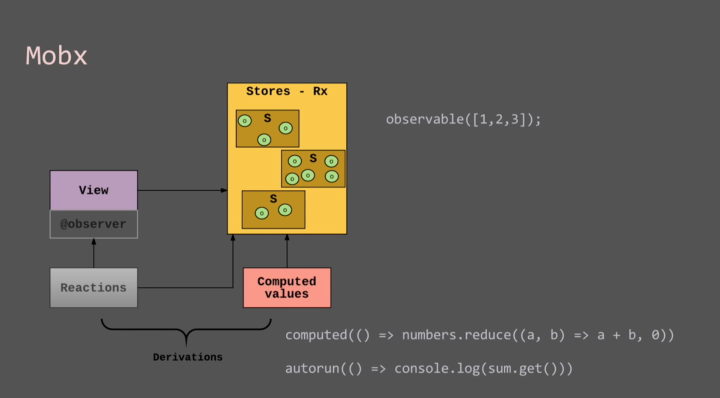 Mobx
Stores - Rx
S
o
o
o
observable([1,2,3]);
S
o
o
o
o
o
View
@observer
S
o
o
Reactions
Computed
values
computed(() => numbers.reduce((a, b) => a + b, 0))
Derivations
autorun(() => console.log(sum.get()))